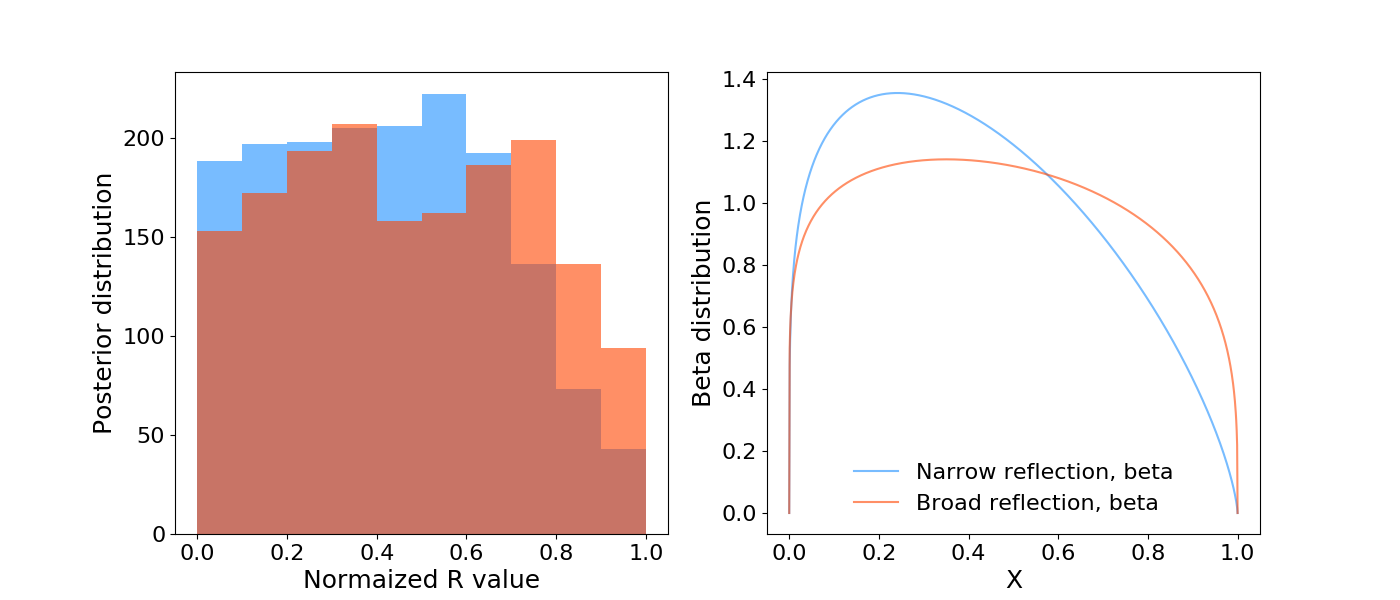 Posterior distribution
200
150
100
50
0
0.0 0.2 0.4 0.6 0.8 1.0
Normaized R value
Beta distribution
1.4
1.2
1.0
0.8
0.6
0.4
0.2
0.0
Narrow reflection, beta
Broad reflection, beta
0.0 0.2 0.4 0.6 0.8 1.0
X